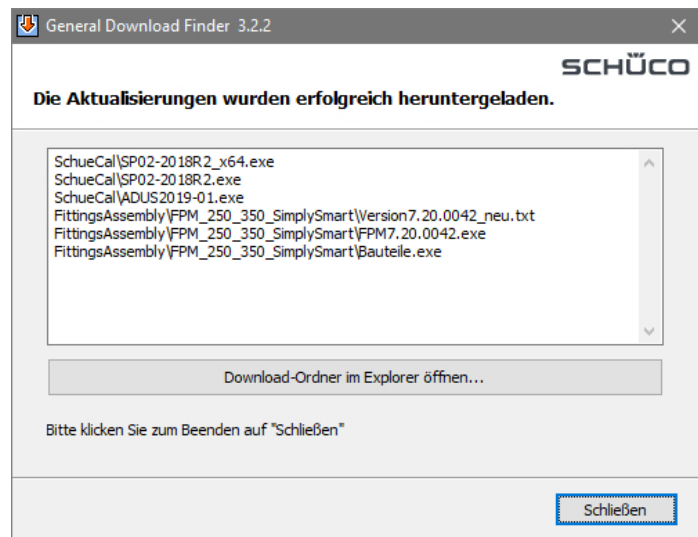 General Download Finder 3.2.2
SCHÜCO
Die Aktualisierungen wurden erfolgreich heruntergeladen.
SchueCal\SP02-2018R2_x64.exe
SchueCal\SP02-2018R2.exe
SchueCal\ADUS2019-01.exe
FittingsAssembly\FPM_250_350_SimplySmart\Version7.20.0042_neu.txt
FittingsAssembly\FPM_250_350_SimplySmart\FPM7.20.0042.exe
FittingsAssembly\FPM_250_350_SimplySmart\Bauteile.exe
Download-Ordner im Explorer öffnen...
Bitte klicken Sie zum Beenden auf "Schließen"
Schließen